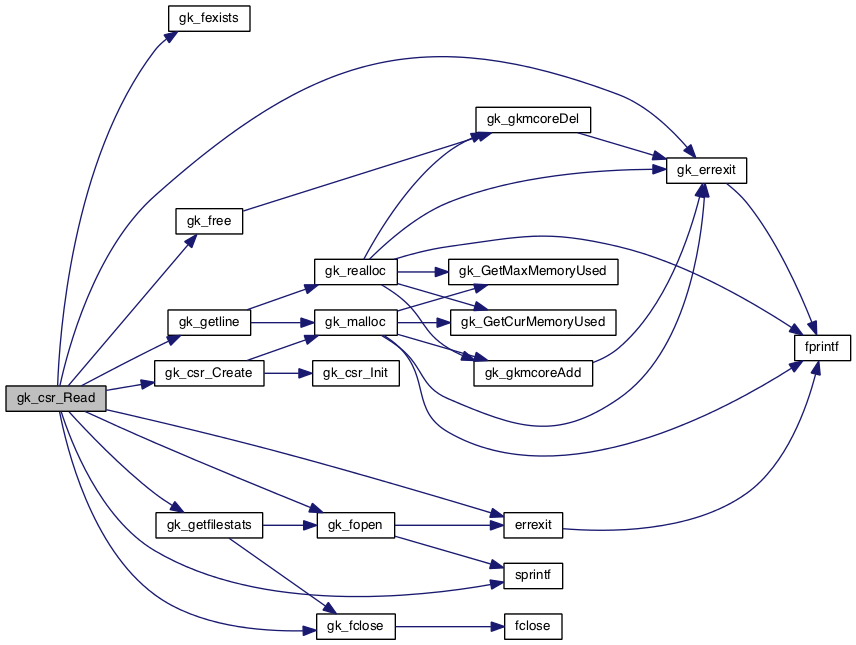 gk_fexists
gk_gkmcoreDel
gk_errexit
gk_free
gk_realloc
gk_GetMaxMemoryUsed
gk_getline
gk_malloc
gk_GetCurMemoryUsed
fprintf
gk_csr_Create
gk_csr_Init
gk_gkmcoreAdd
gk_csr_Read
gk_getfilestats
gk_fopen
errexit
sprintf
gk_fclose
fclose